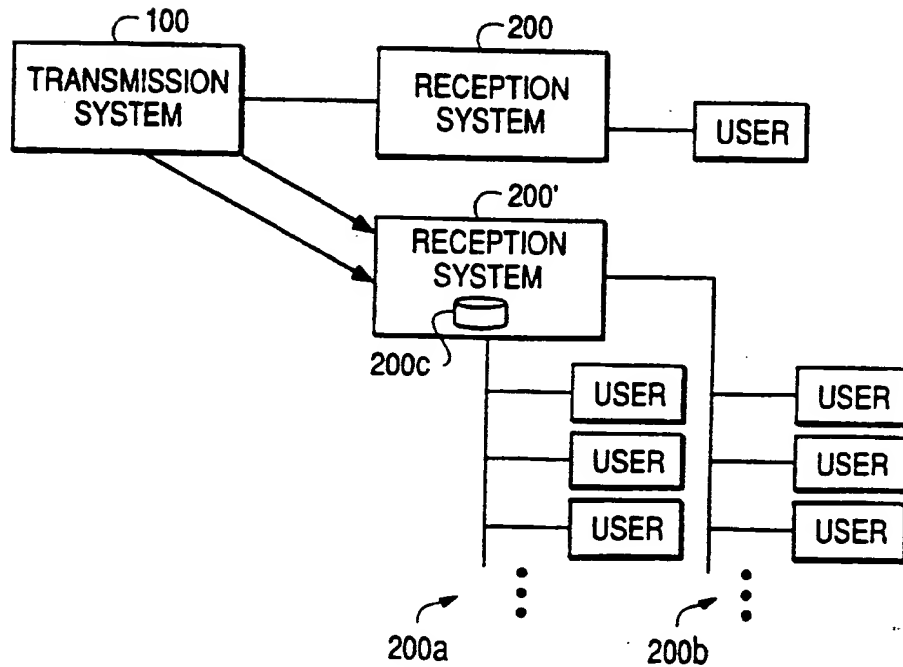 100
TRANSMISSION
SYSTEM
200
RECEPTION
SYSTEM
USER
200'
RECEPTION
SYSTEM
200c
USER
USER
USER
USER
USER
USER
200a
200b